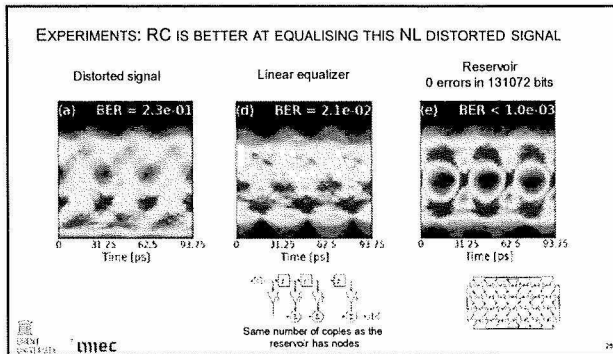 EXPERIMENTS: RC IS BETTER AT EQUALISING THIS NL DISTORTED SIGNAL
Distorted signal
Linear equalizer
Reservoir
0 errors in 131072 bits
(a) BER = 2.3e-01
(d) BER = 2.1e-02
(e) BER < 1.0e-03
0 31.25 62.5 93.75
Time [ps]
0 31.25 62.5 93.75
Time [ps]
0 31.25 62.5 93.75
Time [ps]
Same number of copies as the
reservoir has nodes
GHENT
UNIVERSITY
imec